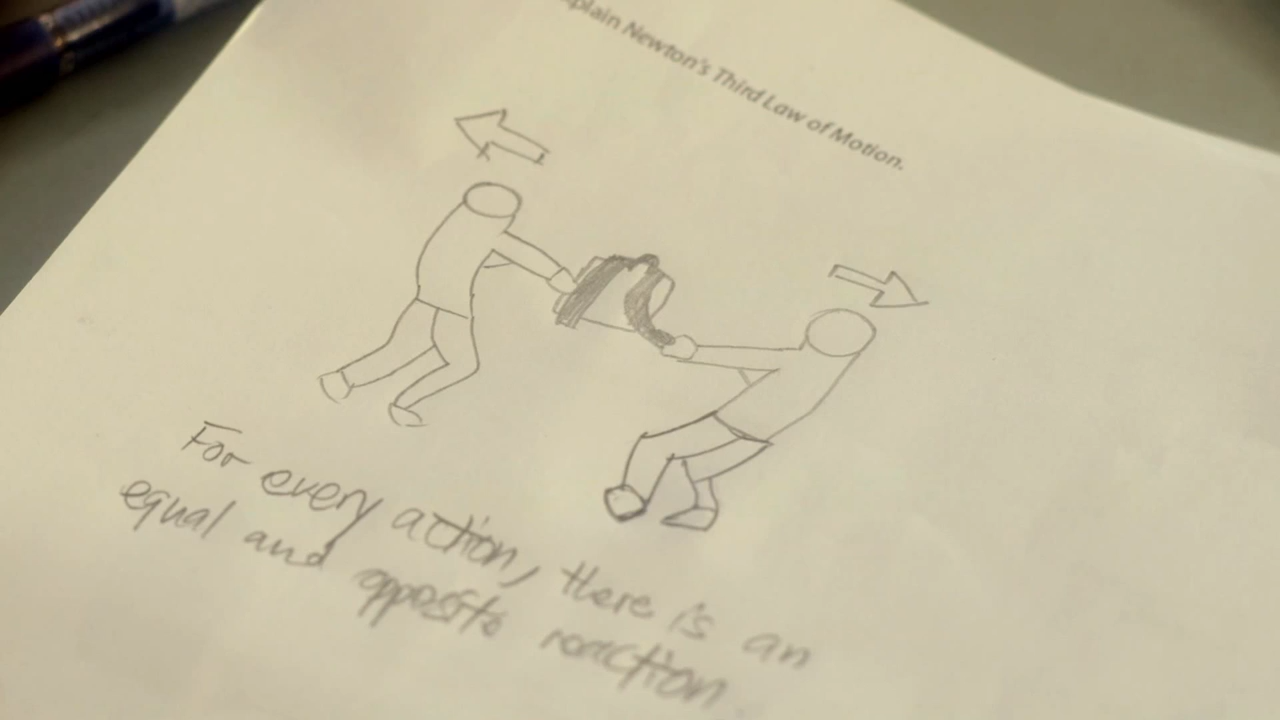 Newton's Third Law of Motion.
For every action, there is an
equal and opposite reaction